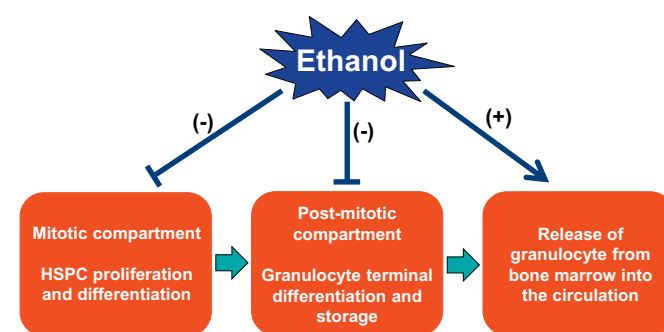 Ethanol
(-)
(-)
(+)
Mitotic compartment
HSPC proliferation
and differentiation
Post-mitotic
compartment
Granulocyte terminal
differentiation and
storage
Release of
granulocyte from
bone marrow into
the circulation